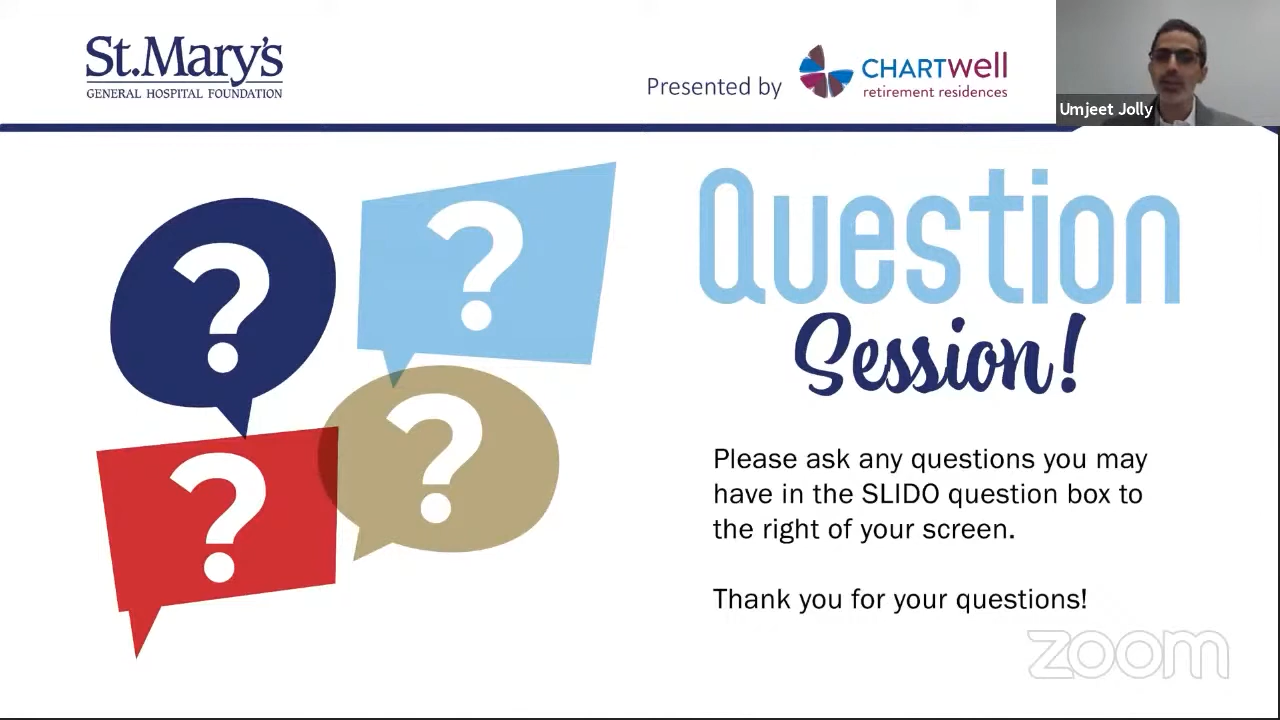 St.Mary's
GENERAL HOSPITAL FOUNDATION
Presented by
CHARTWell
retirement residences
Umjeet Jolly
? ?
? ?
Question
Session!
Please ask any questions you may
have in the SLIDO question box to
the right of your screen.
Thank you for your questions!
zoom